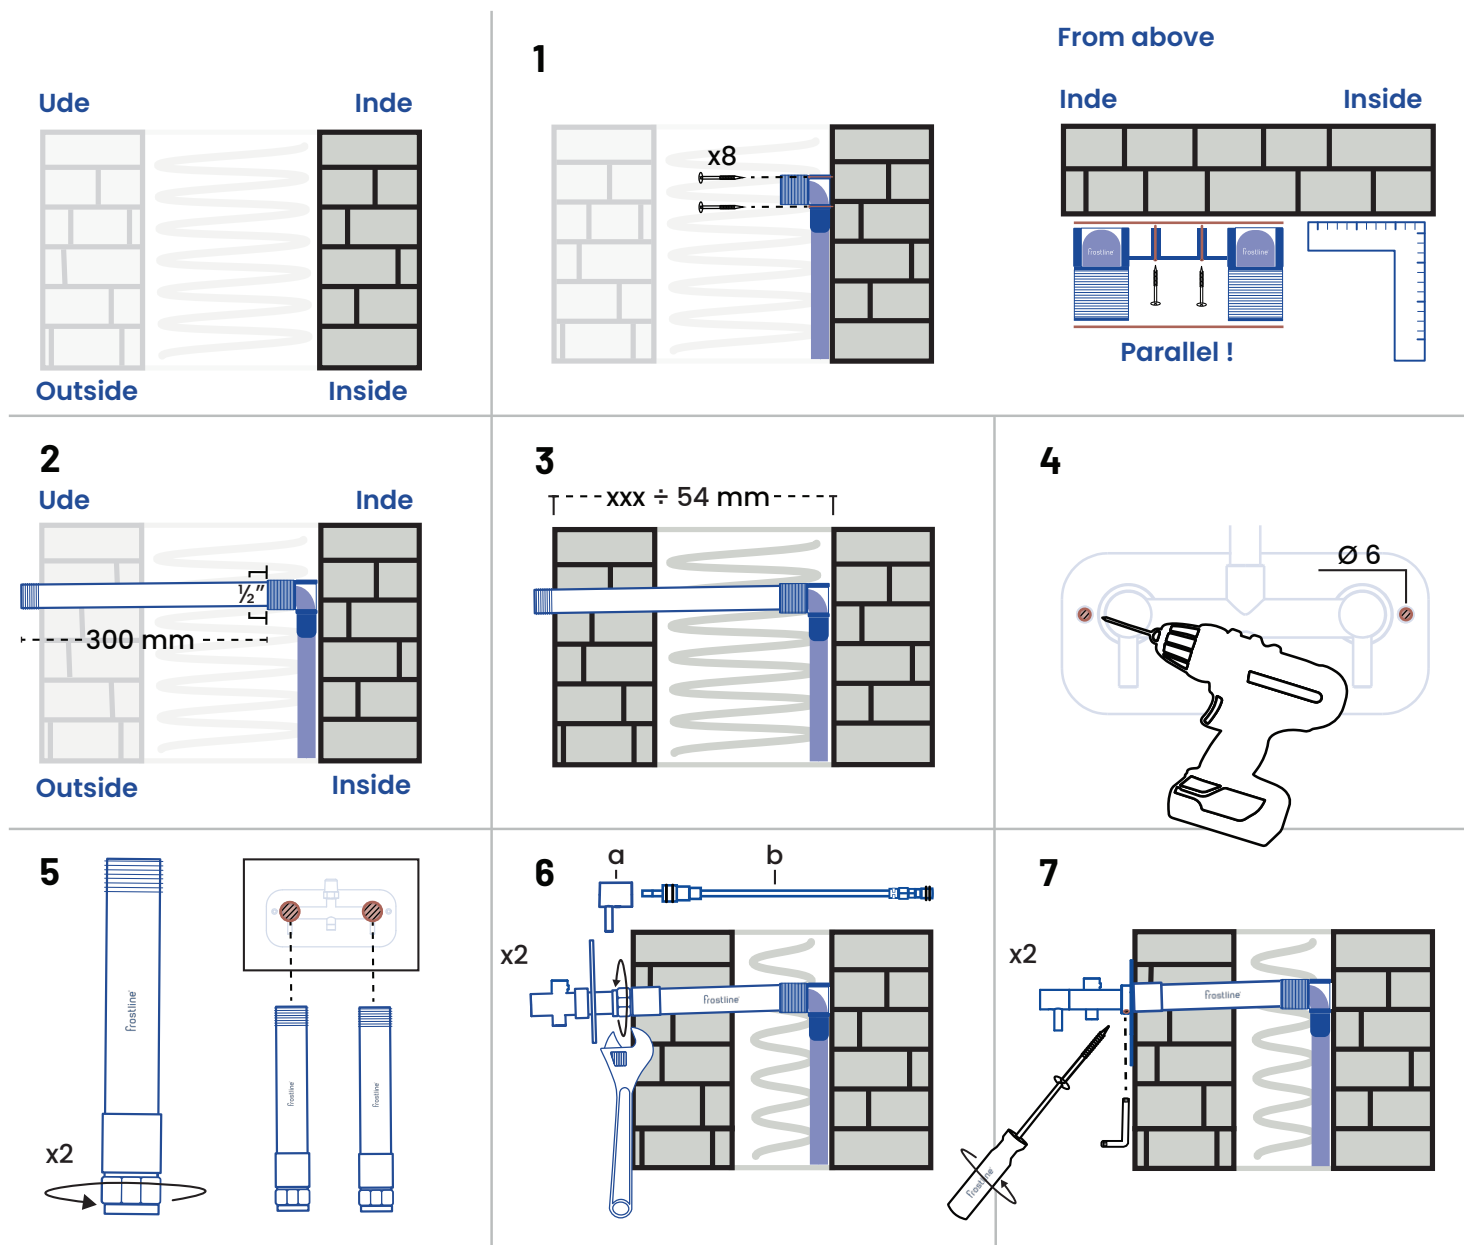 Ude
Inde
Outside
Inside
1
x8
From above
Inde
Inside
frostline
frostline
Parallel !
2
Ude
Inde
½”
300 mm
Outside
Inside
3
xxx ÷ 54 mm
4
Ø 6
5
frostline
x2
frostline
frostline
6
a
b
x2
frostline
7
x2
frostline
frostline